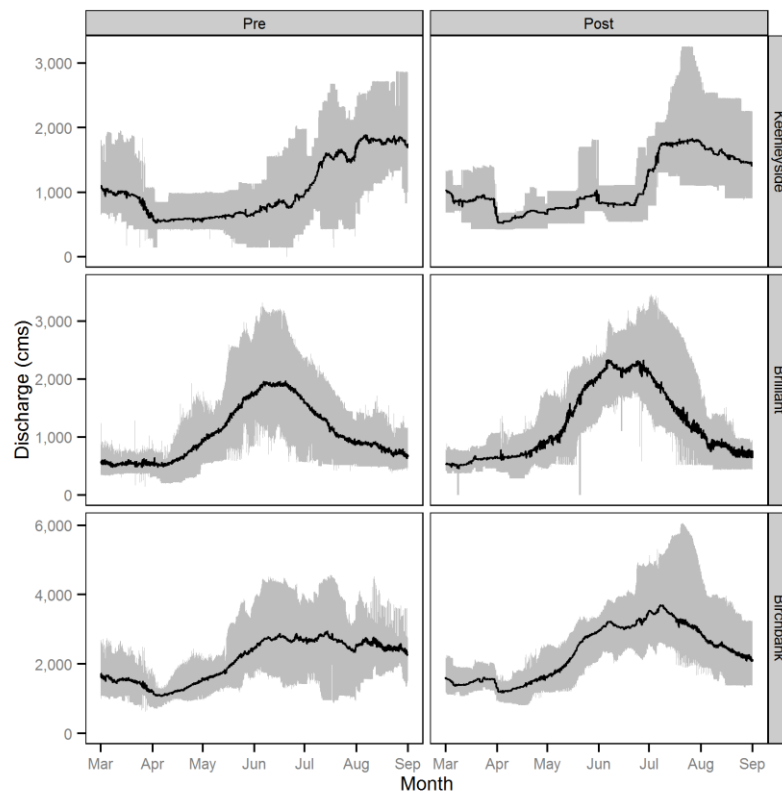 Pre
Post
3,000
2,000
1,000
0
Keenleyside
3,000
2,000
1,000
0
Brilliant
6,000
4,000
2,000
0
Birchbank
Discharge (cms)
Mar Apr May Jun Jul Aug Sep
Mar Apr May Jun Jul Aug Sep
Month